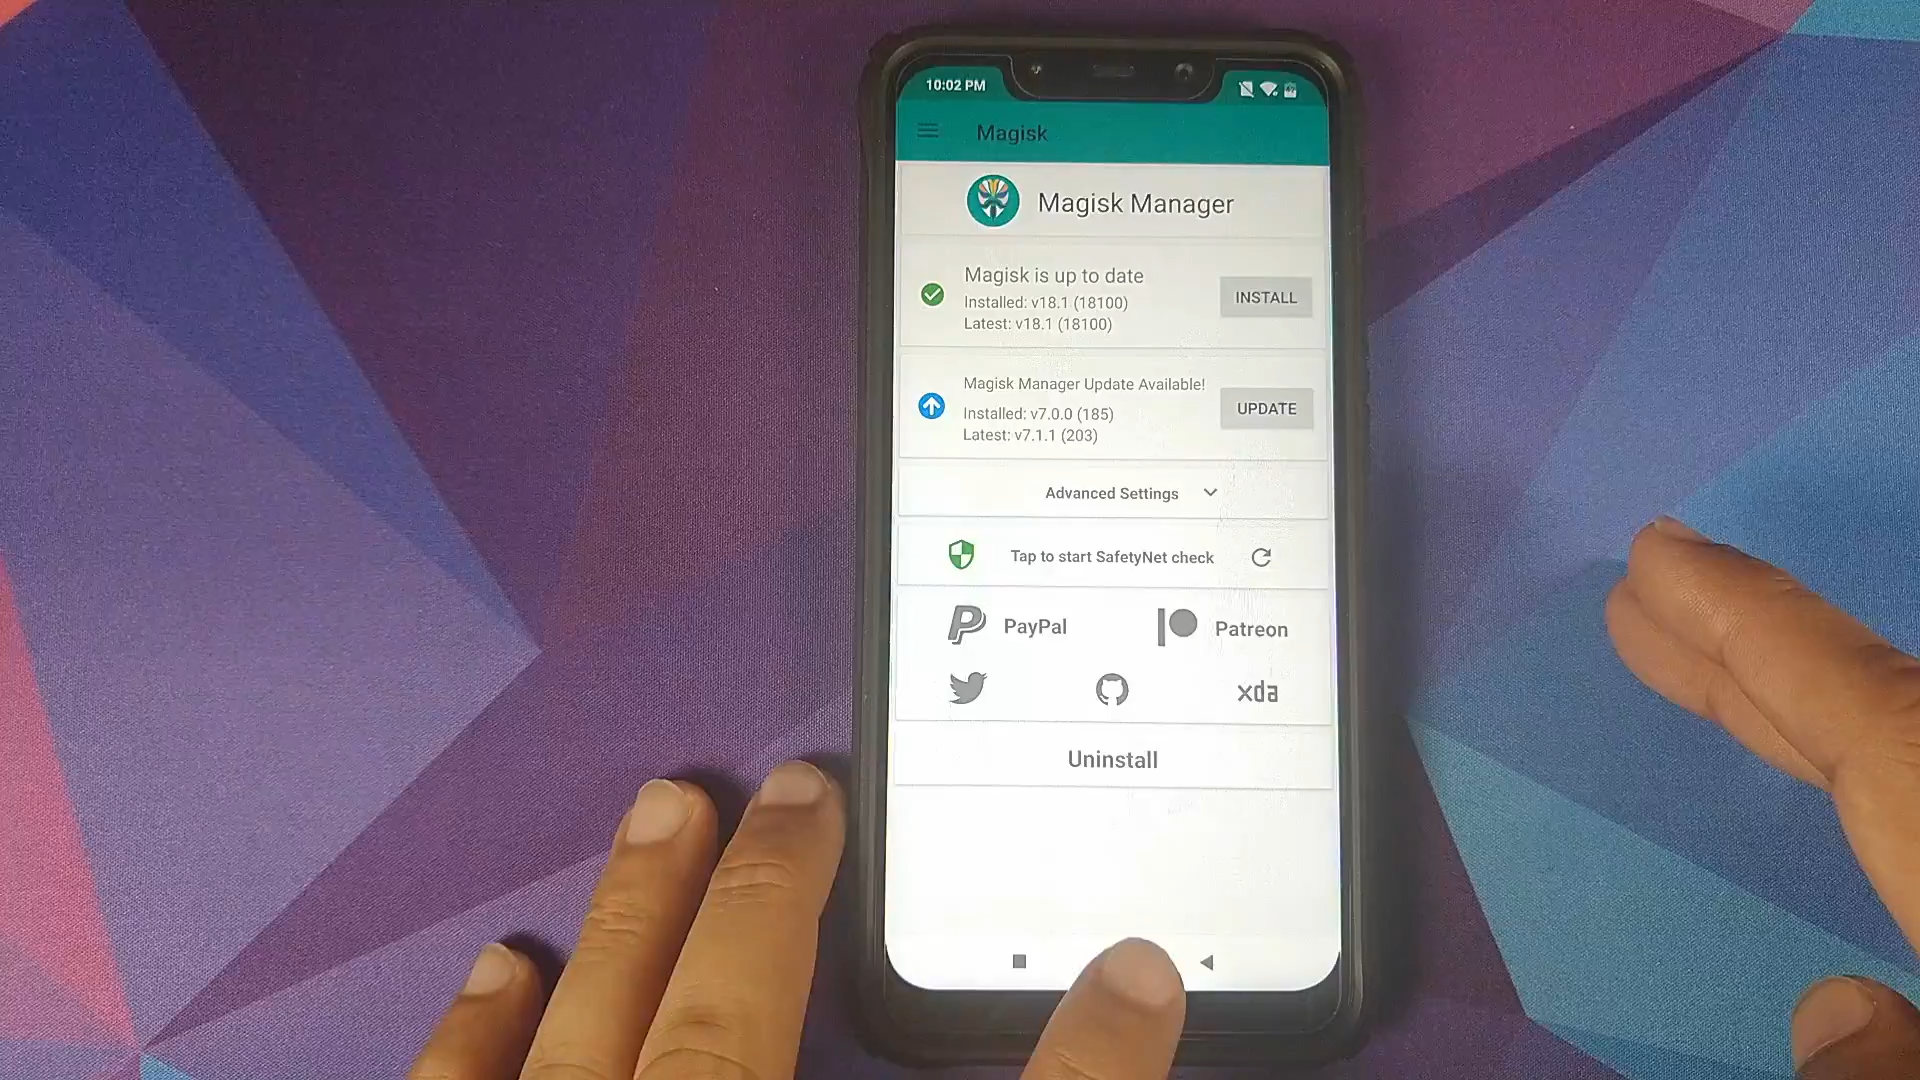 10:02 PM
Magisk
Magisk Manager
Magisk is up to date
Installed: v18.1 (18100)
Latest: v18.1 (18100)
INSTALL
Magisk Manager Update Available!
Installed: v7.0.0 (185)
Latest: v7.1.1 (203)
UPDATE
Advanced Settings
Tap to start SafetyNet check
PayPal
Patreon
xda
Uninstall